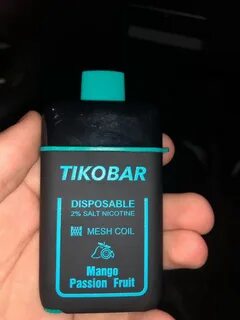 TIKOBAR
DISPOSABLE
2% SALT NICOTINE
MESH COIL
Mango
Passion Fruit